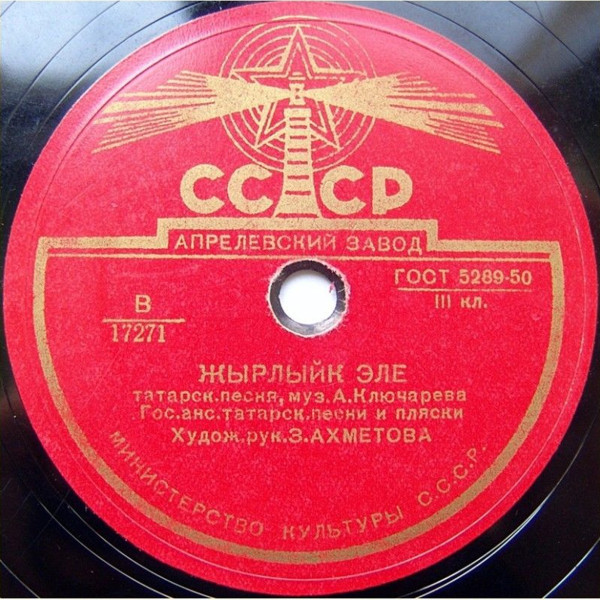 СССР
АПРЕЛЕВСКИЙ ЗАВОД
ГОСТ 5289-50
III кл.
В
17271
ЖЫРЛЫЙК ЭЛЕ
татарск.песня, муз.А.Ключарева
Гос.анс.татарск.песни и пляски
Худож.рук.З.АХМЕТОВА
МИНИСТЕРСТВО КУЛЬТУРЫ С.С.С.Р.